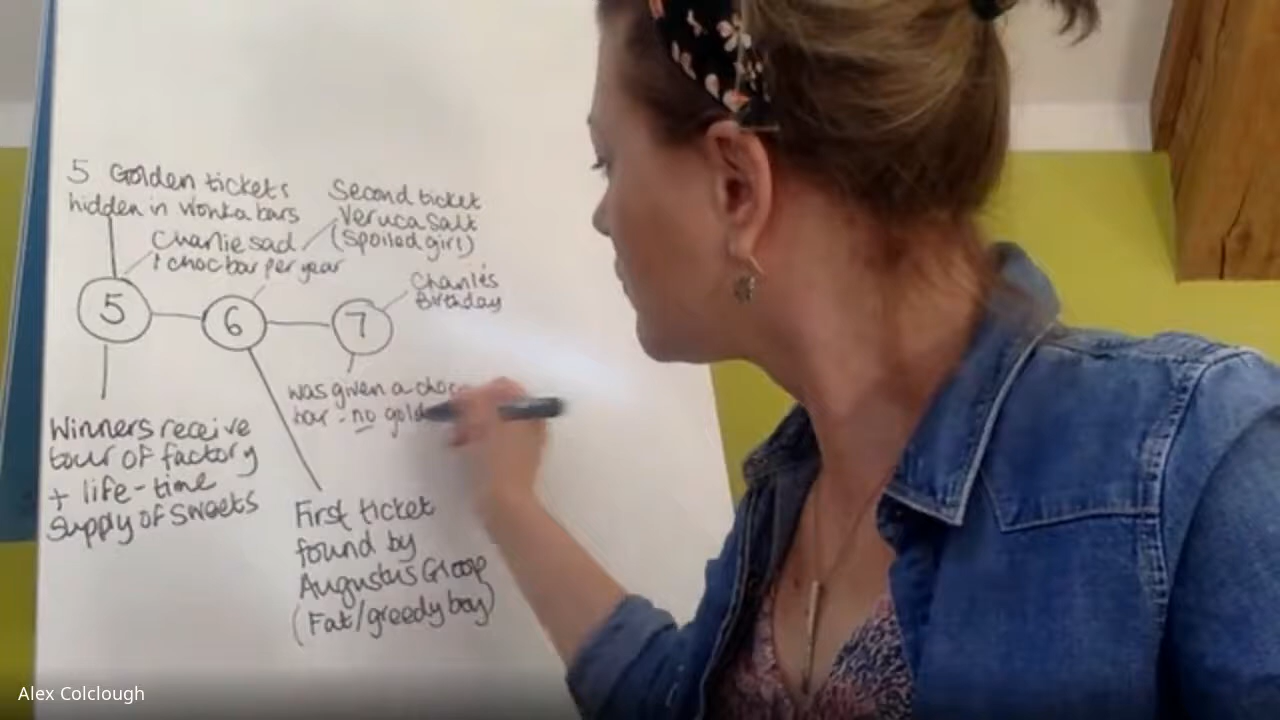 5 Golden tickets
hidden in Wonka bars
Charlie sad
1 choc bar per year
Second ticket
Veruca Salt
(Spoiled girl)
Charlie's
Birthday
5
6
7
was given a choc
bar - no gold
Winners receive
tour of factory
+ life-time
supply of sweets
First ticket
found by
Augustus Gloop
(Fat/greedy boy)
Alex Colclough